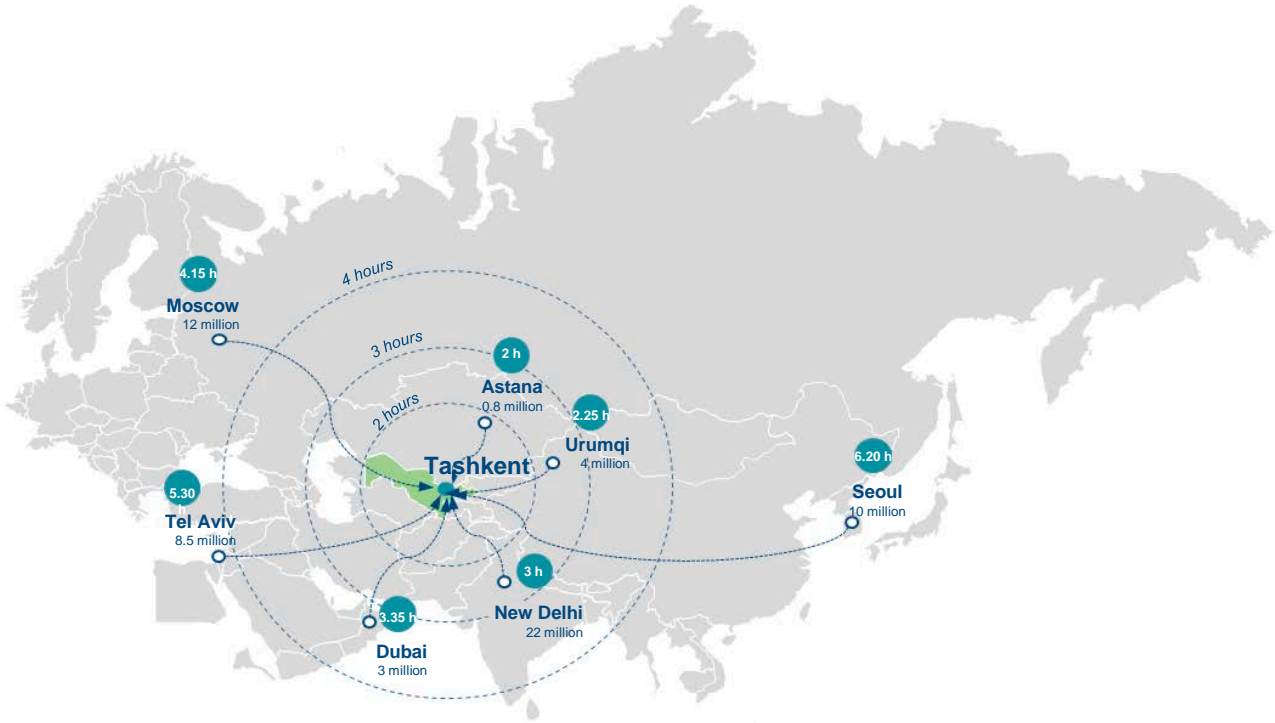 4 hours
4.15 h
Moscow
12 million
3 hours
2 h
Astana
0.8 million
2 hours
2.25 h
Urumqi
4 million
Tashkent
6.20 h
Seoul
10 million
5.30
Tel Aviv
8.5 million
3 h
New Delhi
22 million
3.35 h
Dubai
3 million